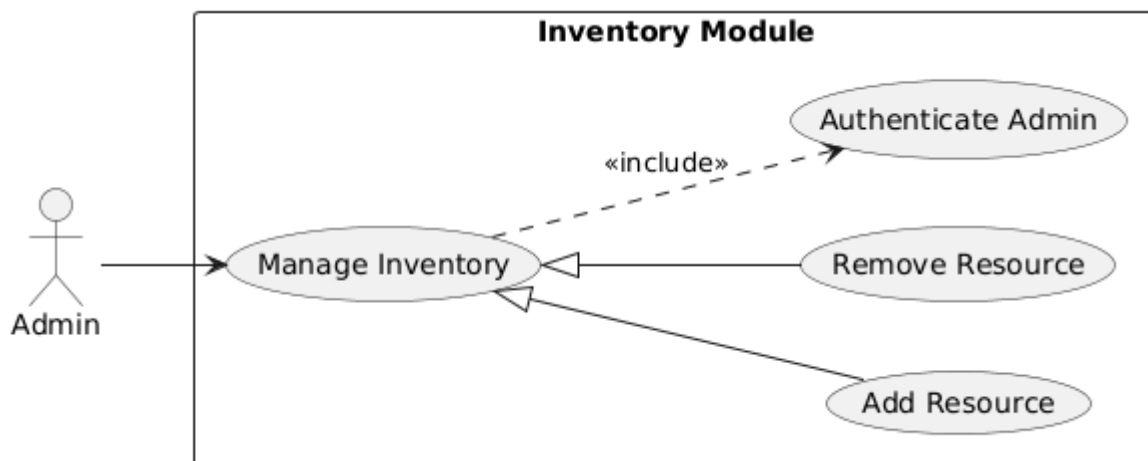 Inventory Module
Authenticate Admin
«include»
Manage Inventory
Remove Resource
Admin
Add Resource